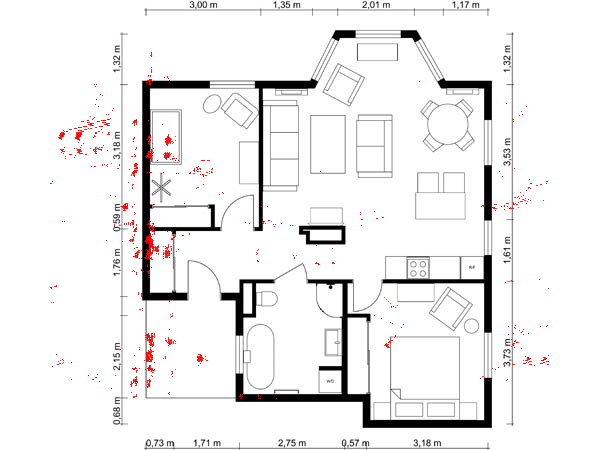 3,00 m
1,35 m
2,01 m
1,17 m
1,32 m
1,32 m
3,18 m
3,53 m
0,59 m
1,76 m
1,61 m
R/F
2,15 m
3,73 m
WD
0,68 m
0,73 m
1,71 m
2,75 m
0,57 m
3,18 m